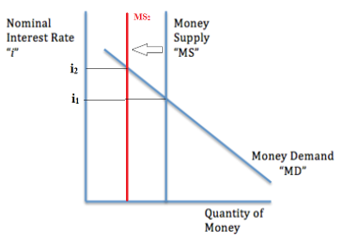 Nominal
Interest Rate
"i"
MS2
Money
Supply
"MS"
i2
i1
Money Demand
"MD"
Quantity of
Money